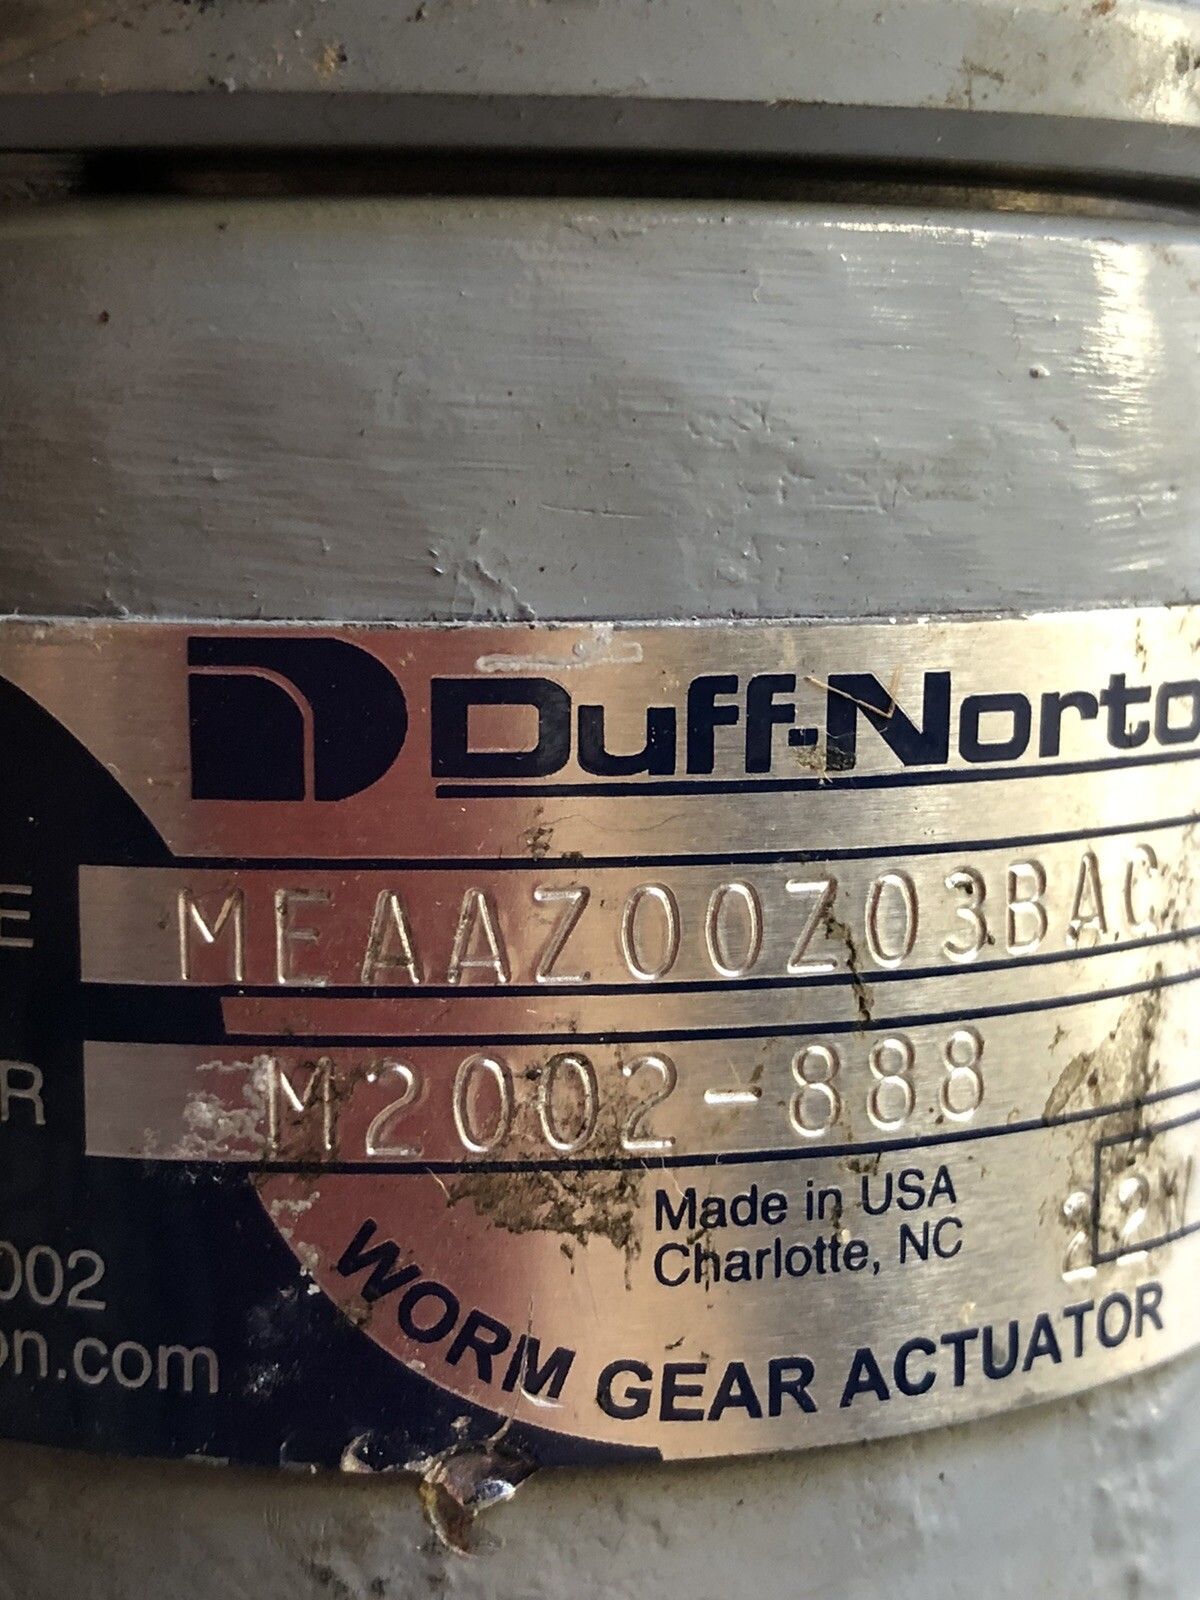 Duff-Norto
E
MEAAZ00Z03BAC
R
M2002-888
Made in USA
Charlotte, NC
002
on.com
WORM GEAR ACTUATOR